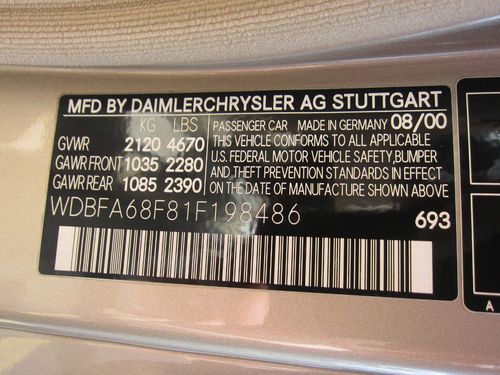 MFD BY DAIMLERCHRYSLER AG STUTTGART
KG LBS
GVWR 2120 4670
GAWR FRONT 1035 2280
GAWR REAR 1085 2390
PASSENGER CAR MADE IN GERMANY 08/00
THIS VEHICLE CONFORMS TO ALL APPLICABLE
U.S. FEDERAL MOTOR VEHICLE SAFETY, BUMPER
AND THEFT PREVENTION STANDARDS IN EFFECT
ON THE DATE OF MANUFACTURE SHOWN ABOVE.
WDBFA68F81F198486
693
A